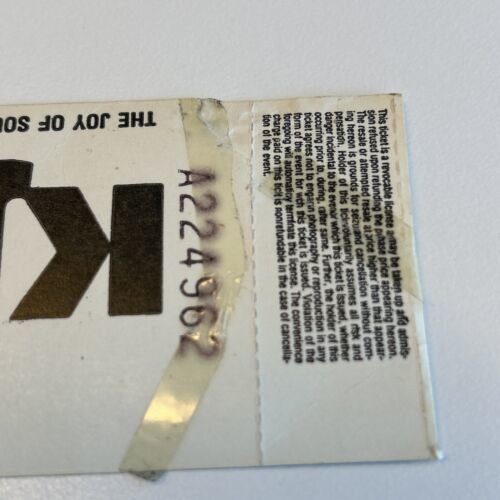 THE JOY OF SOU
K
A224962
This ticket is a revocable license may be taken up and admis-
sion refused upon refunding the purchase price appearing hereon.
The resale or attempted resale at price higher than that appear-
ing hereon is grounds for seizure and cancellation without com-
pensation. Holder of this ticket voluntarily assumes all risk and
danger incidental to the event for which this ticket is issued, whether
occurring prior to, during, or after same. Further, the holder of this
ticket agrees not to engage in photography or reproduction in any
form of the event for which this ticket is issued. Violation of the
foregoing will automatically terminate this license. The convenience
charge paid on this ticket is nonrefundable in the case of cancella-
tion of the event.